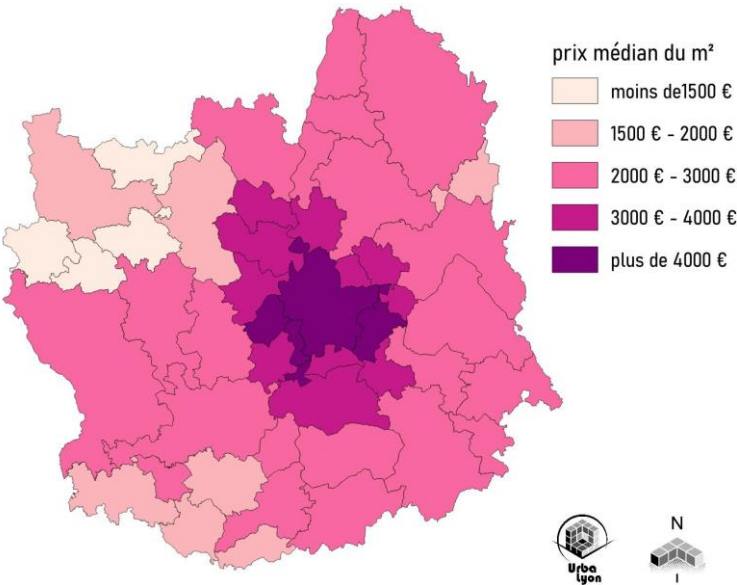 prix médian du m²
moins de1500 €
1500 € - 2000 €
2000 € - 3000 €
3000 € - 4000 €
plus de 4000 €
Urba
Lyon
N